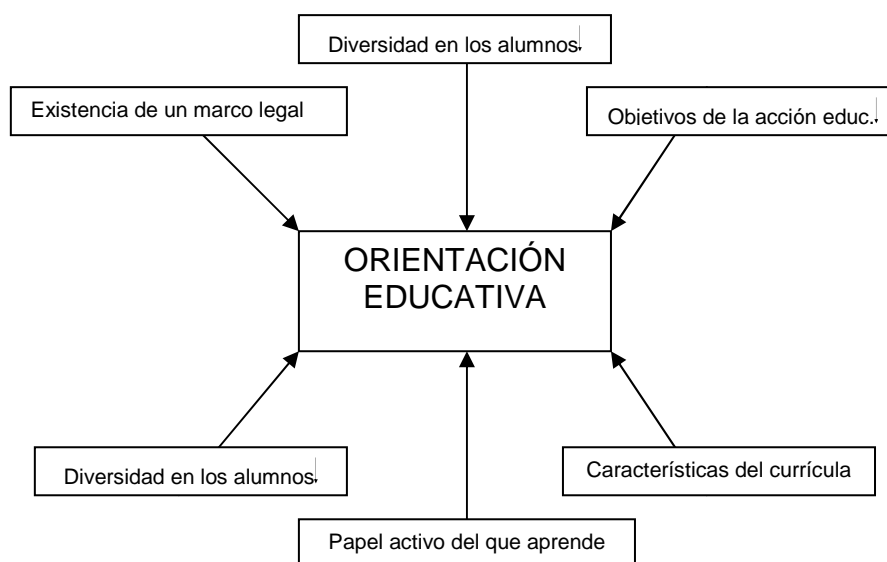 Diversidad en los alumnos
Existencia de un marco legal
Objetivos de la acción educ.
ORIENTACIÓN
EDUCATIVA
Diversidad en los alumnos
Características del currícula
Papel activo del que aprende